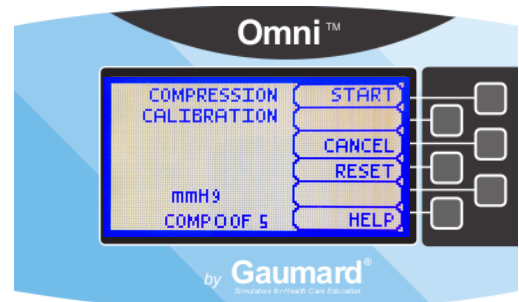 Omni™
COMPRESSION
CALIBRATION
START
CANCEL
RESET
mmHg
COMP 0 OF 5
HELP
by Gaumard®
Simulators for Health Care Education